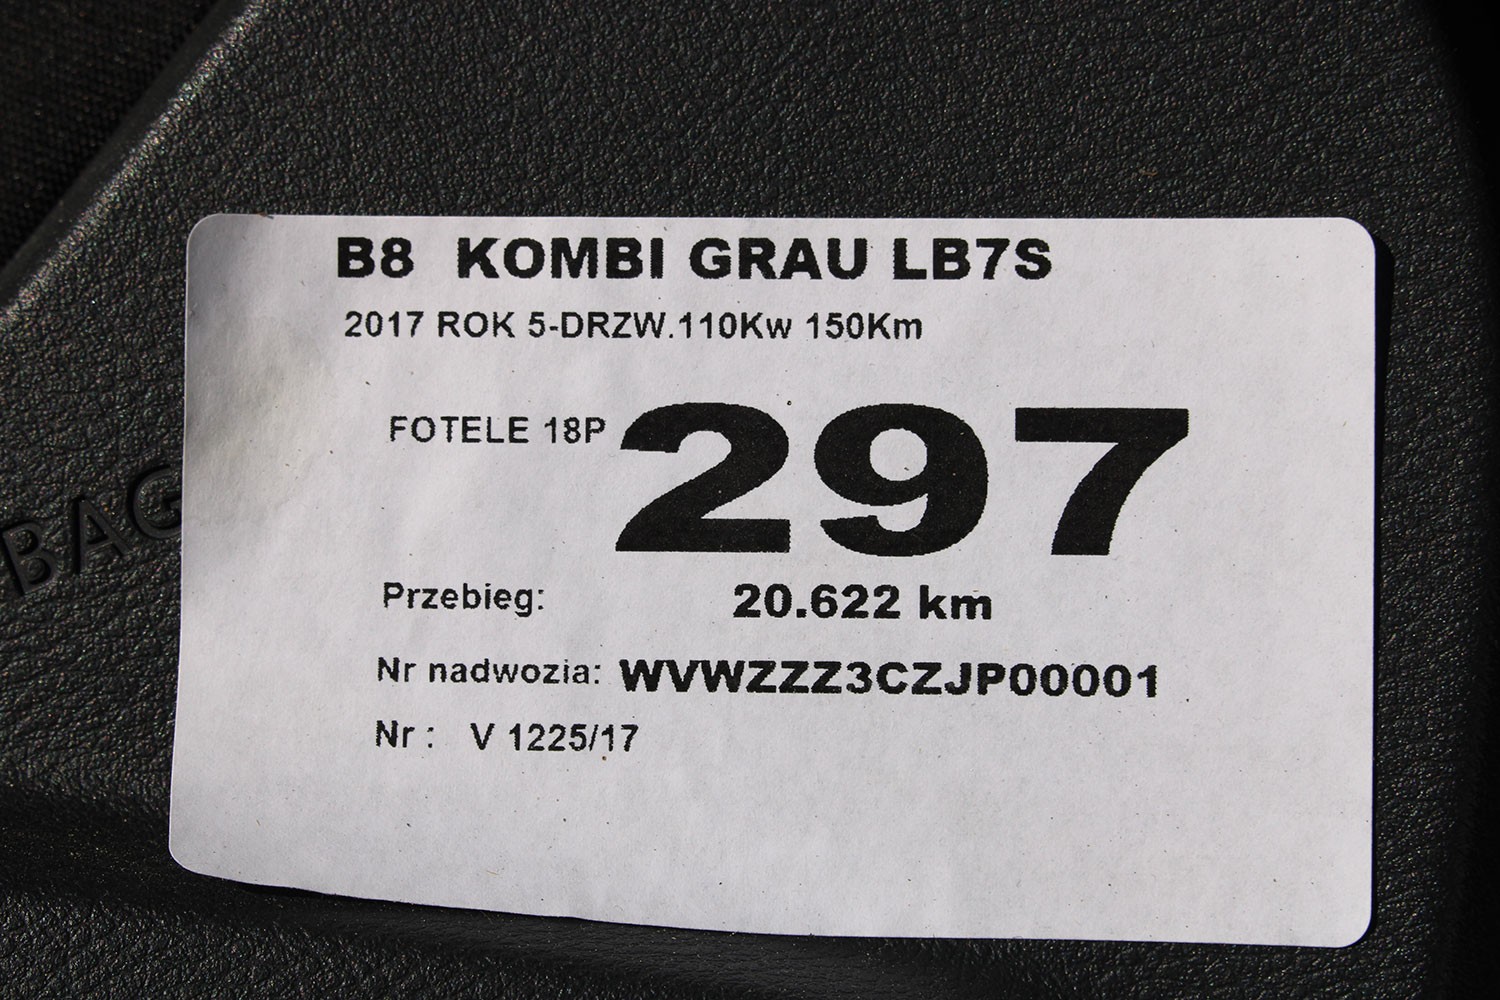 B8 KOMBI GRAU LB7S
2017 ROK 5-DRZW.110Kw 150Km
FOTELE 18P 297
Przebieg: 20.622 km
Nr nadwozia: WVWZZZ3CZJP00001
Nr : V 1225/17
BAG